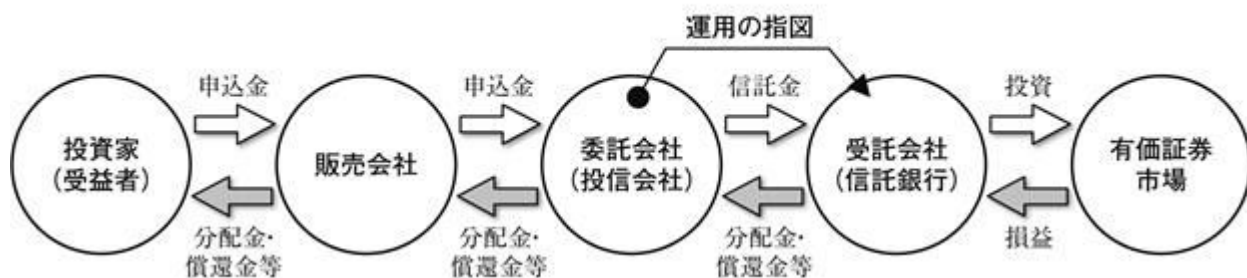 運用の指図
申込金
申込金
信託金
投資
投資家
（受益者）
販売会社
委託会社
（投信会社）
受託会社
（信託銀行）
有価証券
市場
分配金・
償還金等
分配金・
償還金等
分配金・
償還金等
損益